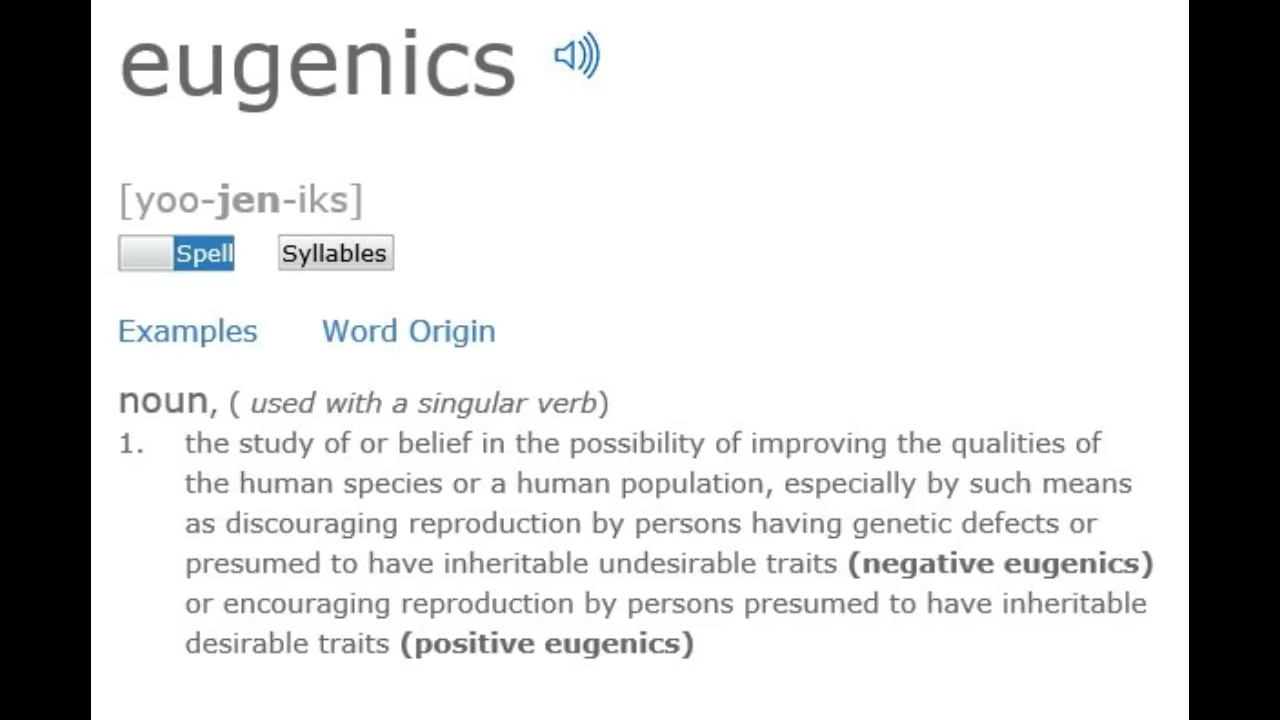 eugenics
[yoo-jen-iks]
Spell Syllables
Examples Word Origin
noun, ( used with a singular verb)
1. the study of or belief in the possibility of improving the qualities of
the human species or a human population, especially by such means
as discouraging reproduction by persons having genetic defects or
presumed to have inheritable undesirable traits (negative eugenics)
or encouraging reproduction by persons presumed to have inheritable
desirable traits (positive eugenics)